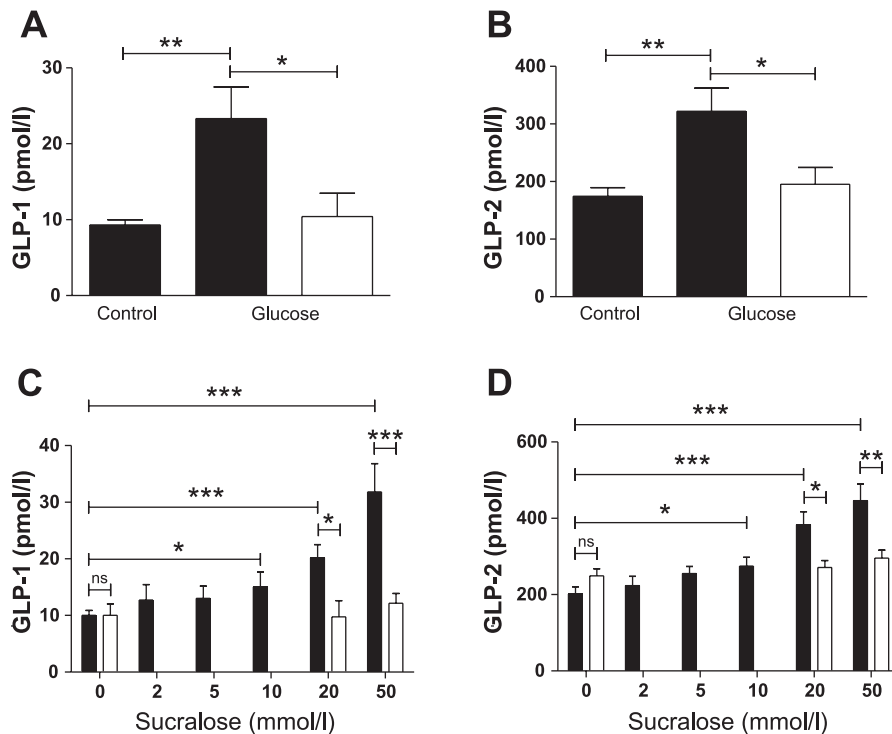 A
**
*
30
20
10
0
GLP-1 (pmol/l)
Control
Glucose
B
**
*
400
300
200
100
0
GLP-2 (pmol/l)
Control
Glucose
C
***
***
***
*
*
ns
40
30
20
10
0
GLP-1 (pmol/l)
0 2 5 10 20 50
Sucralose (mmol/l)
D
***
**
***
*
*
ns
600
400
200
0
GLP-2 (pmol/l)
0 2 5 10 20 50
Sucralose (mmol/l)